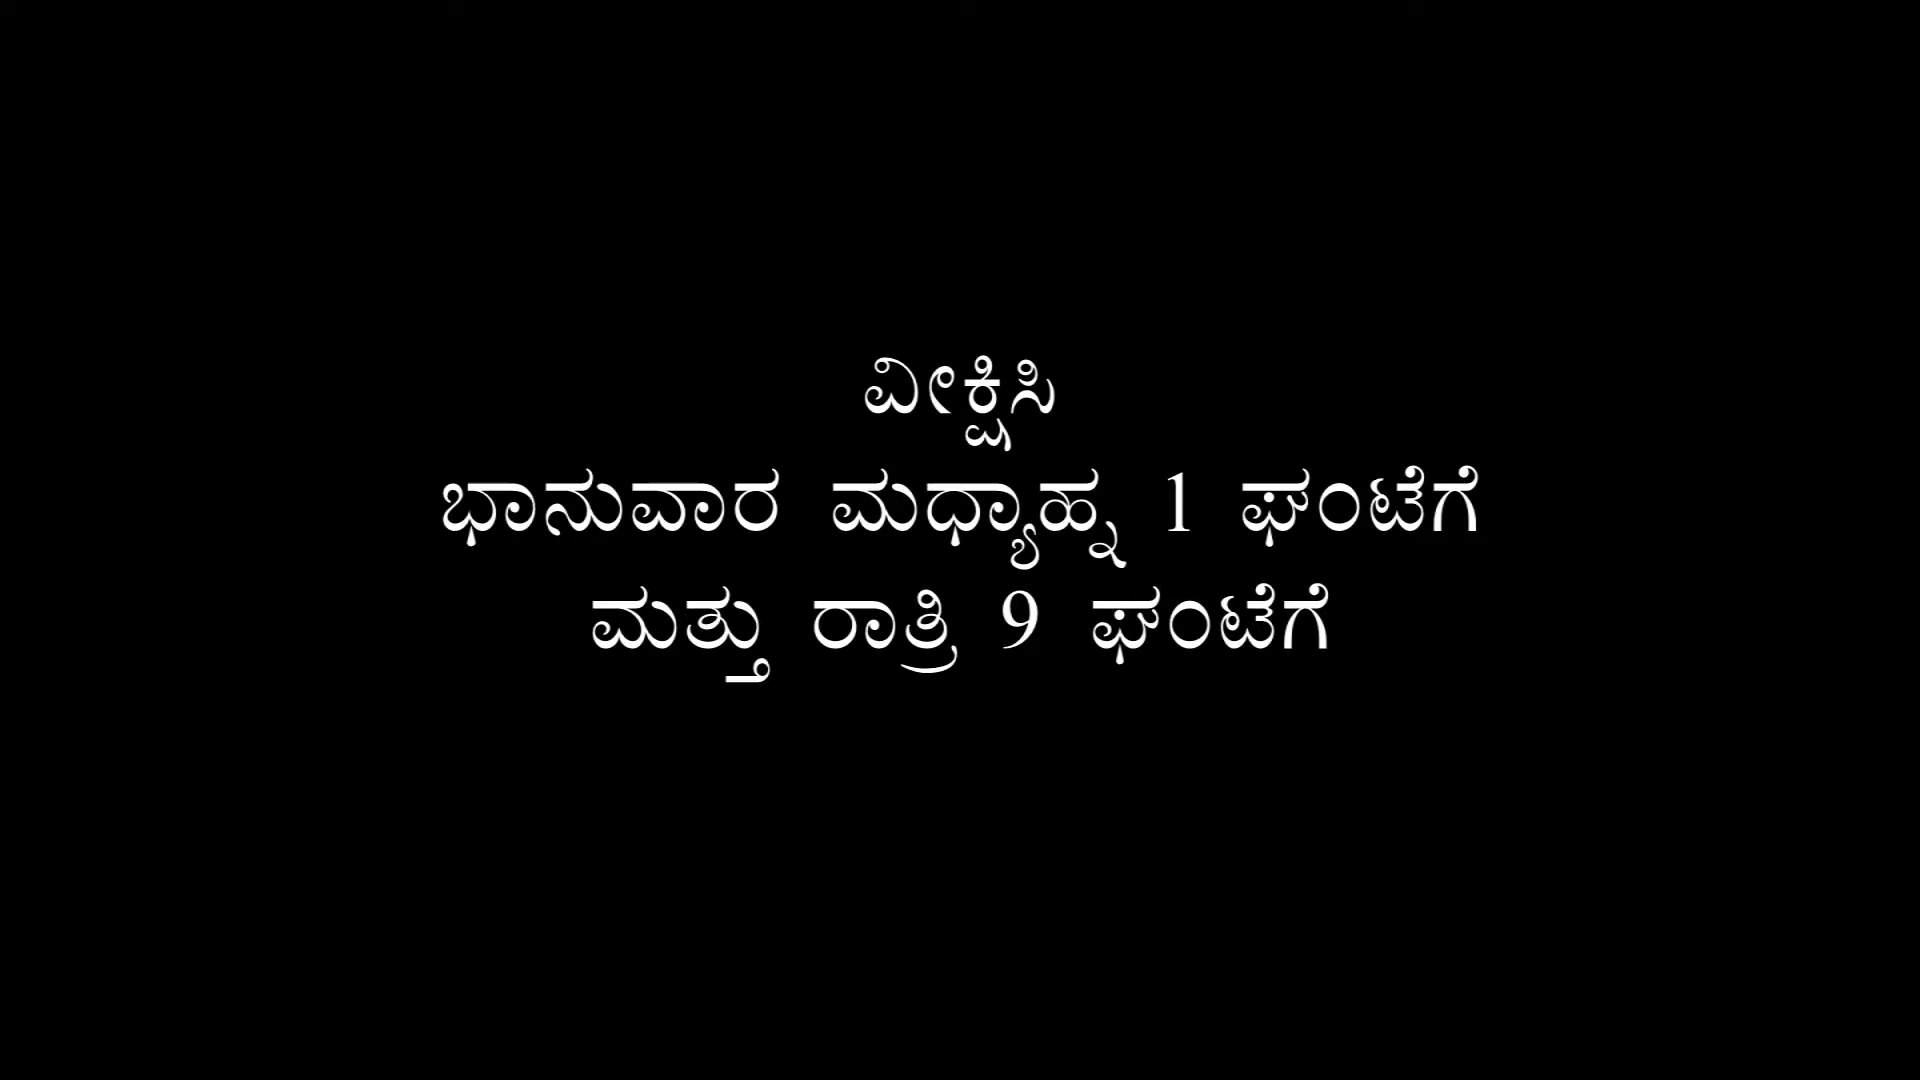 ವೀಕ್ಷಿಸಿ
ಭಾನುವಾರ ಮಧ್ಯಾಹ್ನ 1 ಘಂಟೆಗೆ
ಮತ್ತು ರಾತ್ರಿ 9 ಘಂಟೆಗೆ